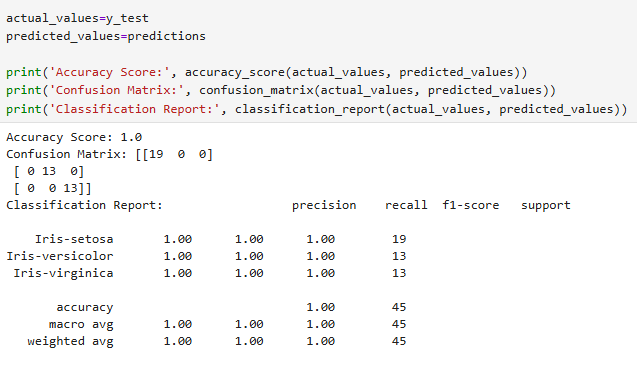 actual_values=y_test
predicted_values=predictions
print('Accuracy Score:', accuracy_score(actual_values, predicted_values))
print('Confusion Matrix:', confusion_matrix(actual_values, predicted_values))
print('Classification Report:', classification_report(actual_values, predicted_values))
Accuracy Score: 1.0
Confusion Matrix: [[19  0  0]
 [ 0 13  0]
 [ 0  0 13]]
Classification Report:                  precision    recall  f1-score   support
    Iris-setosa       1.00      1.00      1.00        19
Iris-versicolor       1.00      1.00      1.00        13
 Iris-virginica       1.00      1.00      1.00        13
       accuracy                           1.00        45
      macro avg       1.00      1.00      1.00        45
   weighted avg       1.00      1.00      1.00        45